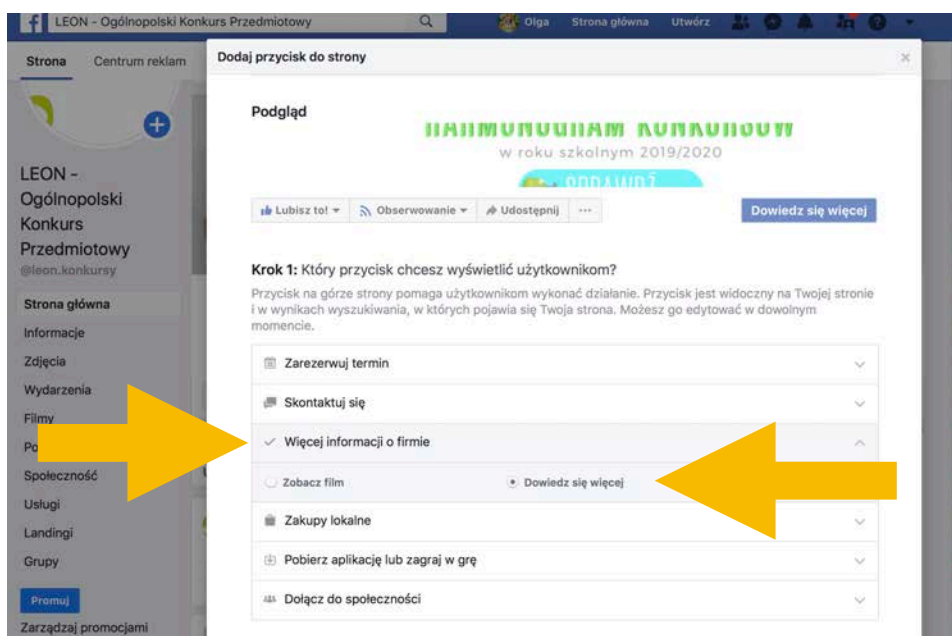 LEON - Ogólnopolski Konkurs Przedmiotowy
Olga Strona główna Utwórz
Strona Centrum reklam
Dodaj przycisk do strony
LEON -
Ogólnopolski
Konkurs
Przedmiotowy
@leon.konkursy
Strona główna
Informacje
Zdjęcia
Wydarzenia
Filmy
Społeczność
Usługi
Landingi
Grupy
Promuj
Zarządzaj promocjami
Podgląd
HARMONOGRAM KONKURSÓW
w roku szkolnym 2019/2020
SPRAWDŹ
Lubisz to! Obserwowanie Udostępnij ...
Dowiedz się więcej
Krok 1: Który przycisk chcesz wyświetlić użytkownikom?
Przycisk na górze strony pomaga użytkownikom wykonać działanie. Przycisk jest widoczny na Twojej stronie
i w wynikach wyszukiwania, w których pojawia się Twoja strona. Możesz go edytować w dowolnym
momencie.
Zarezerwuj termin
Skontaktuj się
Więcej informacji o firmie
Zobacz film Dowiedz się więcej
Zakupy lokalne
Pobierz aplikację lub zagraj w grę
Dołącz do społeczności